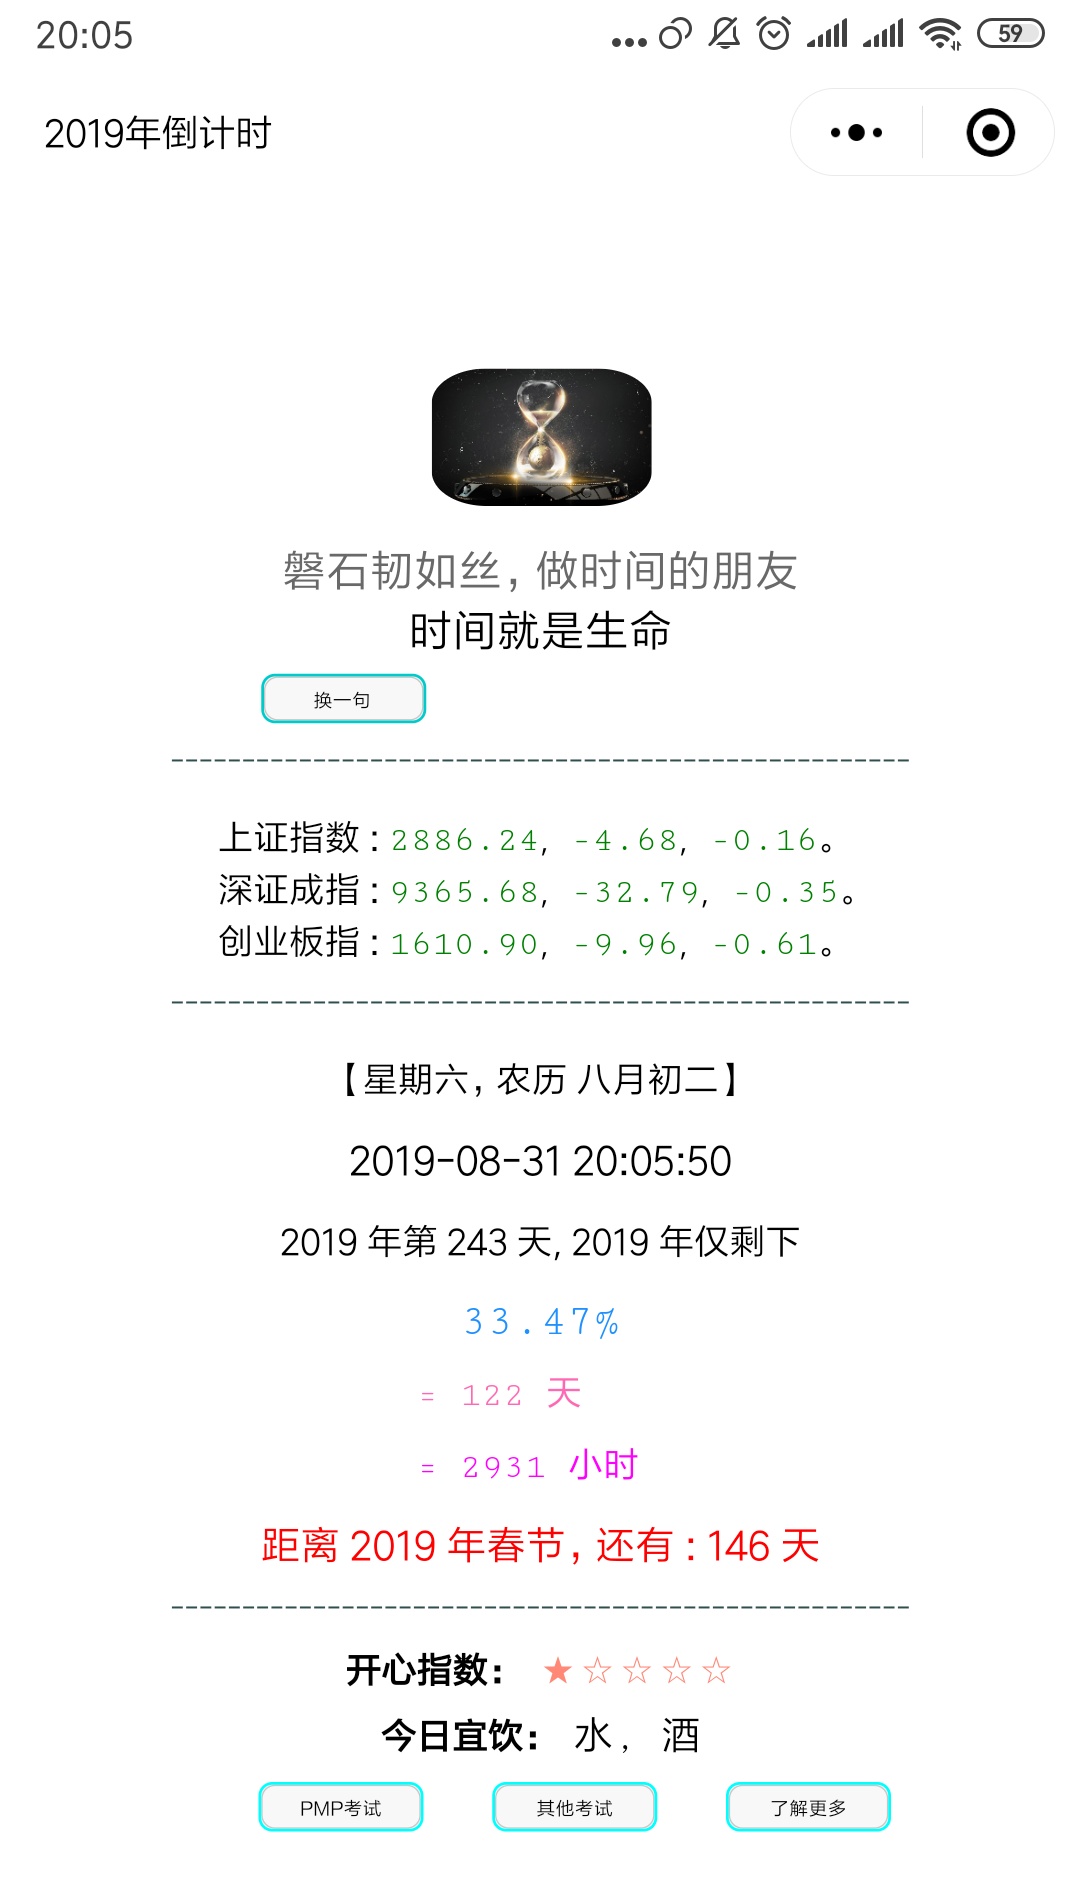 20:05
59
2019年倒计时
磐石韧如丝，做时间的朋友
时间就是生命
换一句
----------------------------------------------------
上证指数：2886.24, -4.68, -0.16。
深证成指：9365.68, -32.79, -0.35。
创业板指：1610.90, -9.96, -0.61。
----------------------------------------------------
【星期六，农历 八月初二】
2019-08-31 20:05:50
2019 年第 243 天, 2019 年仅剩下
33.47%
= 122 天
= 2931 小时
距离 2019 年春节，还有：146 天
----------------------------------------------------
开心指数： ★☆☆☆☆
今日宜饮： 水， 酒
PMP考试 其他考试 了解更多